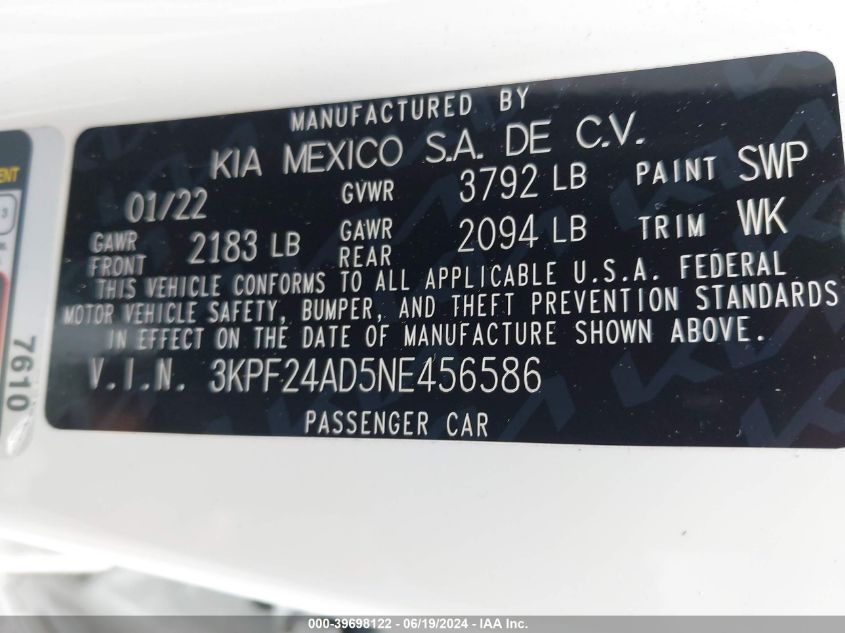 MANUFACTURED BY
KIA MEXICO S.A. DE C.V.
01/22 GVWR 3792 LB PAINT SWP
GAWR FRONT 2183 LB GAWR REAR 2094 LB TRIM WK
THIS VEHICLE CONFORMS TO ALL APPLICABLE U.S.A. FEDERAL
MOTOR VEHICLE SAFETY, BUMPER, AND THEFT PREVENTION STANDARDS
IN EFFECT ON THE DATE OF MANUFACTURE SHOWN ABOVE.
V.I.N. 3KPF24AD5NE456586
PASSENGER CAR
7610
000-39698122 - 06/19/2024 - IAA Inc.